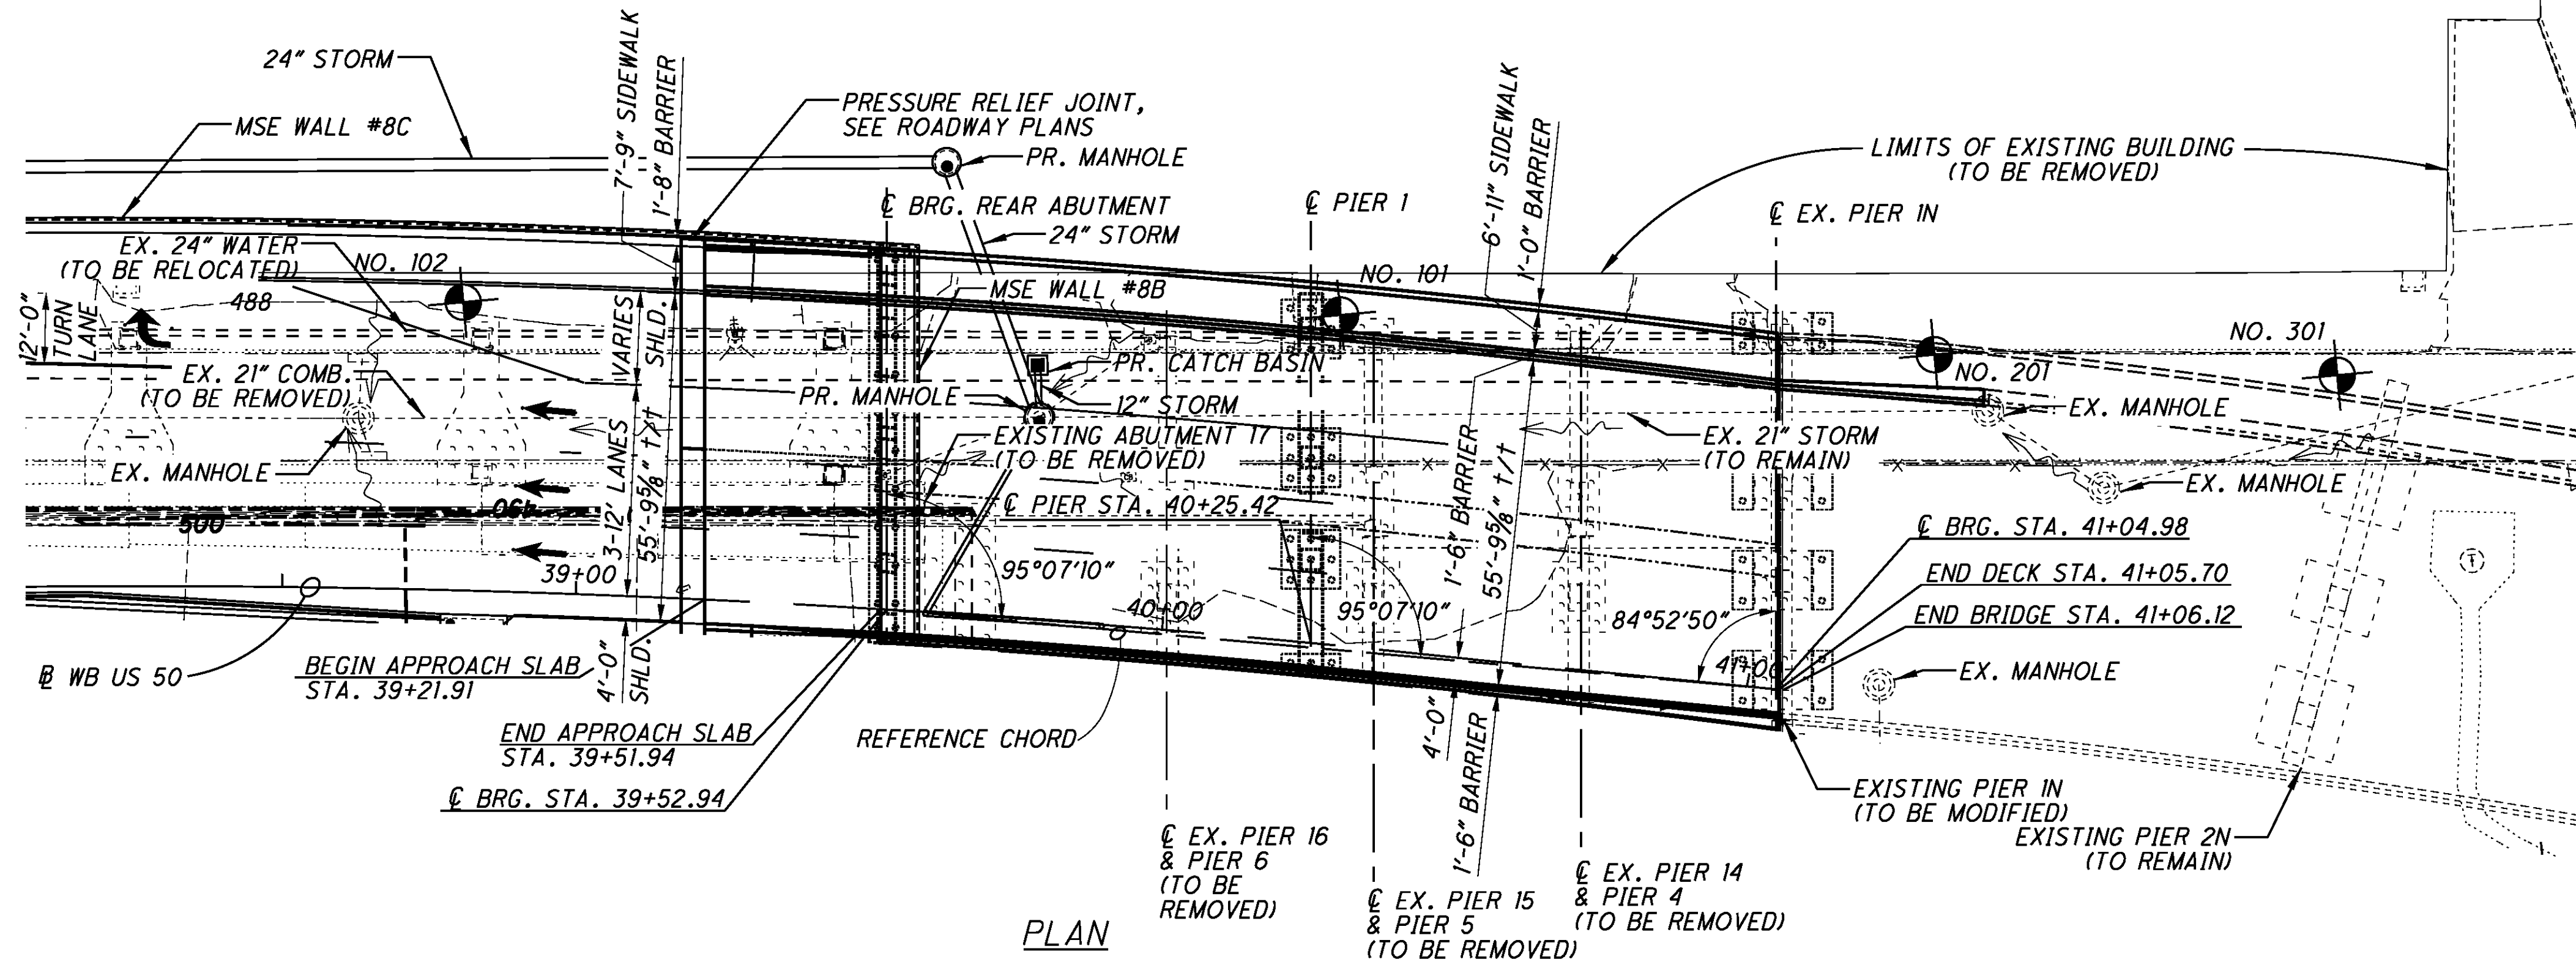 24" STORM
MSE WALL #8C
7'-9" SIDEWALK
1'-8" BARRIER
PRESSURE RELIEF JOINT,
SEE ROADWAY PLANS
PR. MANHOLE
℄ BRG. REAR ABUTMENT
24" STORM
℄ PIER 1
6'-11" SIDEWALK
1'-0" BARRIER
LIMITS OF EXISTING BUILDING
(TO BE REMOVED)
℄ EX. PIER 1N
EX. 24" WATER
(TO BE RELOCATED)
NO. 102
488
12'-0"
TURN
LANE
VARIES
SHLD.
MSE WALL #8B
NO. 101
NO. 301
NO. 201
EX. 21" COMB.
(TO BE REMOVED)
PR. CATCH BASIN
PR. MANHOLE
12" STORM
EX. MANHOLE
EXISTING ABUTMENT 17
(TO BE REMOVED)
EX. 21" STORM
(TO REMAIN)
EX. MANHOLE
EX. MANHOLE
3-12' LANES
55'-9⅝" t/t
1'-6" BARRIER
55'-9⅝" t/t
℄ PIER STA. 40+25.42
500
490
39+00
95°07'10"
40+00
95°07'10"
84°52'50"
41+00
℄ BRG. STA. 41+04.98
END DECK STA. 41+05.70
END BRIDGE STA. 41+06.12
EX. MANHOLE
℄ WB US 50
BEGIN APPROACH SLAB
STA. 39+21.91
4'-0"
SHLD.
END APPROACH SLAB
STA. 39+51.94
℄ BRG. STA. 39+52.94
REFERENCE CHORD
4'-0"
1'-6" BARRIER
EXISTING PIER 1N
(TO BE MODIFIED)
EXISTING PIER 2N
(TO REMAIN)
℄ EX. PIER 16
& PIER 6
(TO BE
REMOVED)
℄ EX. PIER 15
& PIER 5
(TO BE REMOVED)
℄ EX. PIER 14
& PIER 4
(TO BE REMOVED)
PLAN